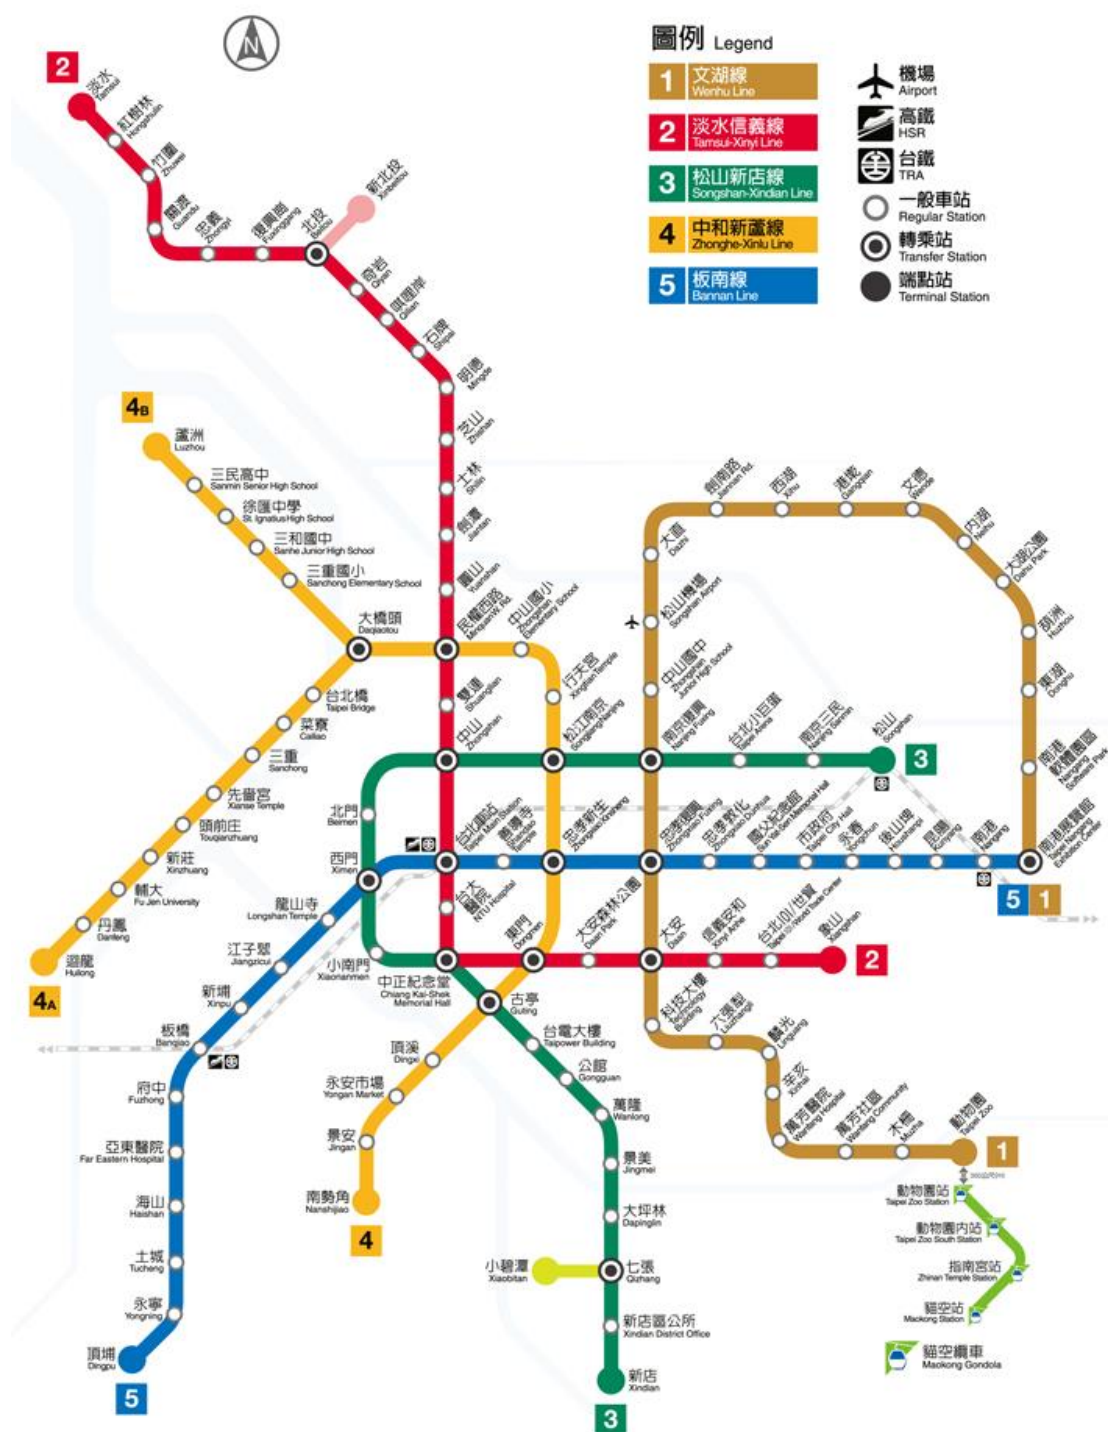 圖例 Legend
1 文湖線
Wenhu Line
2 淡水信義線
Tamsui-Xinyi Line
3 松山新店線
Songshan-Xindian Line
4 中和新蘆線
Zhonghe-Xinlu Line
5 板南線
Bannan Line
機場
Airport
高鐵
HSR
台鐵
TRA
一般車站
Regular Station
轉乘站
Transfer Station
端點站
Terminal Station
N
2
淡水
Tamsui
紅樹林
Hongshulin
竹圍
Zhuwei
關渡
Guandu
忠義
Zhongyi
復興崗
Fuxinggang
北投
Beitou
新北投
Xinbeitou
奇岩
Qiyan
唭哩岸
Qilian
石牌
Shipai
明德
Mingde
芝山
Zhishan
士林
Shilin
劍潭
Jiantan
圓山
Yuanshan
民權西路
Minquan W. Rd.
雙連
Shuanglian
中山
Zhongshan
台北車站
Taipei Main Station
台大
醫院
NTU Hospital
中正紀念堂
Chiang Kai-Shek
Memorial Hall
東門
Dongmen
大安森林公園
Daan Park
大安
Daan
信義安和
Xinyi Anhe
台北101/世貿
Taipei 101/World Trade Center
象山
Xiangshan
2
4B
蘆洲
Luzhou
三民高中
Sanmin Senior High School
徐匯中學
St. Ignatius High School
三和國中
Sanhe Junior High School
三重國小
Sanchong Elementary School
大橋頭
Daqiaotou
台北橋
Taipei Bridge
菜寮
Cailiao
三重
Sanchong
先嗇宮
Xianse Temple
頭前庄
Touqianzhuang
新莊
Xinzhuang
輔大
Fu Jen University
丹鳳
Danfeng
迴龍
Huilong
4A
中山國小
Zhongshan
Elementary School
行天宮
Xingtian Temple
松江南京
Songjiang Nanjing
忠孝新生
Zhongxiao Xinsheng
古亭
Guting
頂溪
Dingxi
永安市場
Yongan Market
景安
Jingan
南勢角
Nanshijiao
4
劍南路
Jiannan Rd.
西湖
Xihu
港墘
Gangqian
文德
Wende
內湖
Neihu
大湖公園
Dahu Park
葫洲
Huzhou
東湖
Donghu
南港
軟體園區
Nangang
Software Park
南港展覽館
Taipei Nangang
Exhibition Center
5 1
大直
Dazhi
松山機場
Songshan Airport
中山國中
Zhongshan
Junior High School
南京復興
Nanjing Fuxing
台北小巨蛋
Taipei Arena
南京三民
Nanjing Sanmin
松山
Songshan
3
忠孝復興
Zhongxiao Fuxing
忠孝敦化
Zhongxiao Dunhua
國父紀念館
Sun Yat-Sen Memorial Hall
市政府
Taipei City Hall
永春
Yongchun
後山埤
Houshanpi
昆陽
Kunyang
南港
Nangang
善導寺
Shandao
Temple
北門
Beimen
西門
Ximen
小南門
Xiaonanmen
龍山寺
Longshan Temple
江子翠
Jiangzicui
新埔
Xinpu
板橋
Banqiao
府中
Fuzhong
亞東醫院
Far Eastern Hospital
海山
Haishan
土城
Tucheng
永寧
Yongning
頂埔
Dingpu
5
台電大樓
Taipower Building
公館
Gongguan
萬隆
Wanlong
景美
Jingmei
大坪林
Dapinglin
七張
Qizhang
小碧潭
Xiaobitan
新店區公所
Xindian District Office
新店
Xindian
3
科技大樓
Technology
Building
六張犁
Liuzhangli
麟光
Linguang
辛亥
Xinhai
萬芳醫院
Wanfang Hospital
萬芳社區
Wanfang Community
木柵
Muzha
動物園
Taipei Zoo
1
動物園站
Taipei Zoo Station
動物園內站
Taipei Zoo South Station
指南宮站
Zhinan Temple Station
貓空站
Maokong Station
貓空纜車
Maokong Gondola